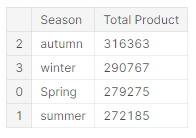 Season Total Product
2 autumn 316363
3 winter 290767
0 Spring 279275
1 summer 272185